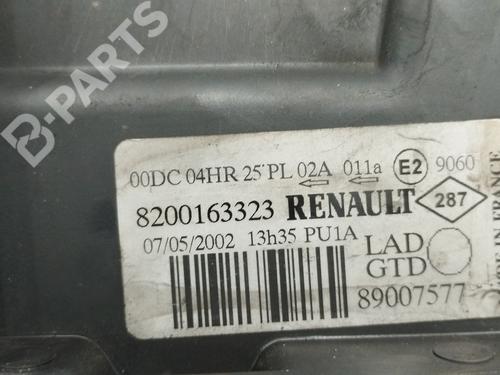 B-PARTS
00DC 04HR 25' PL 02A 011a E2 9060
8200163323 RENAULT 287
07/05/2002 13h35 PU1A LAD
GTD
89007577